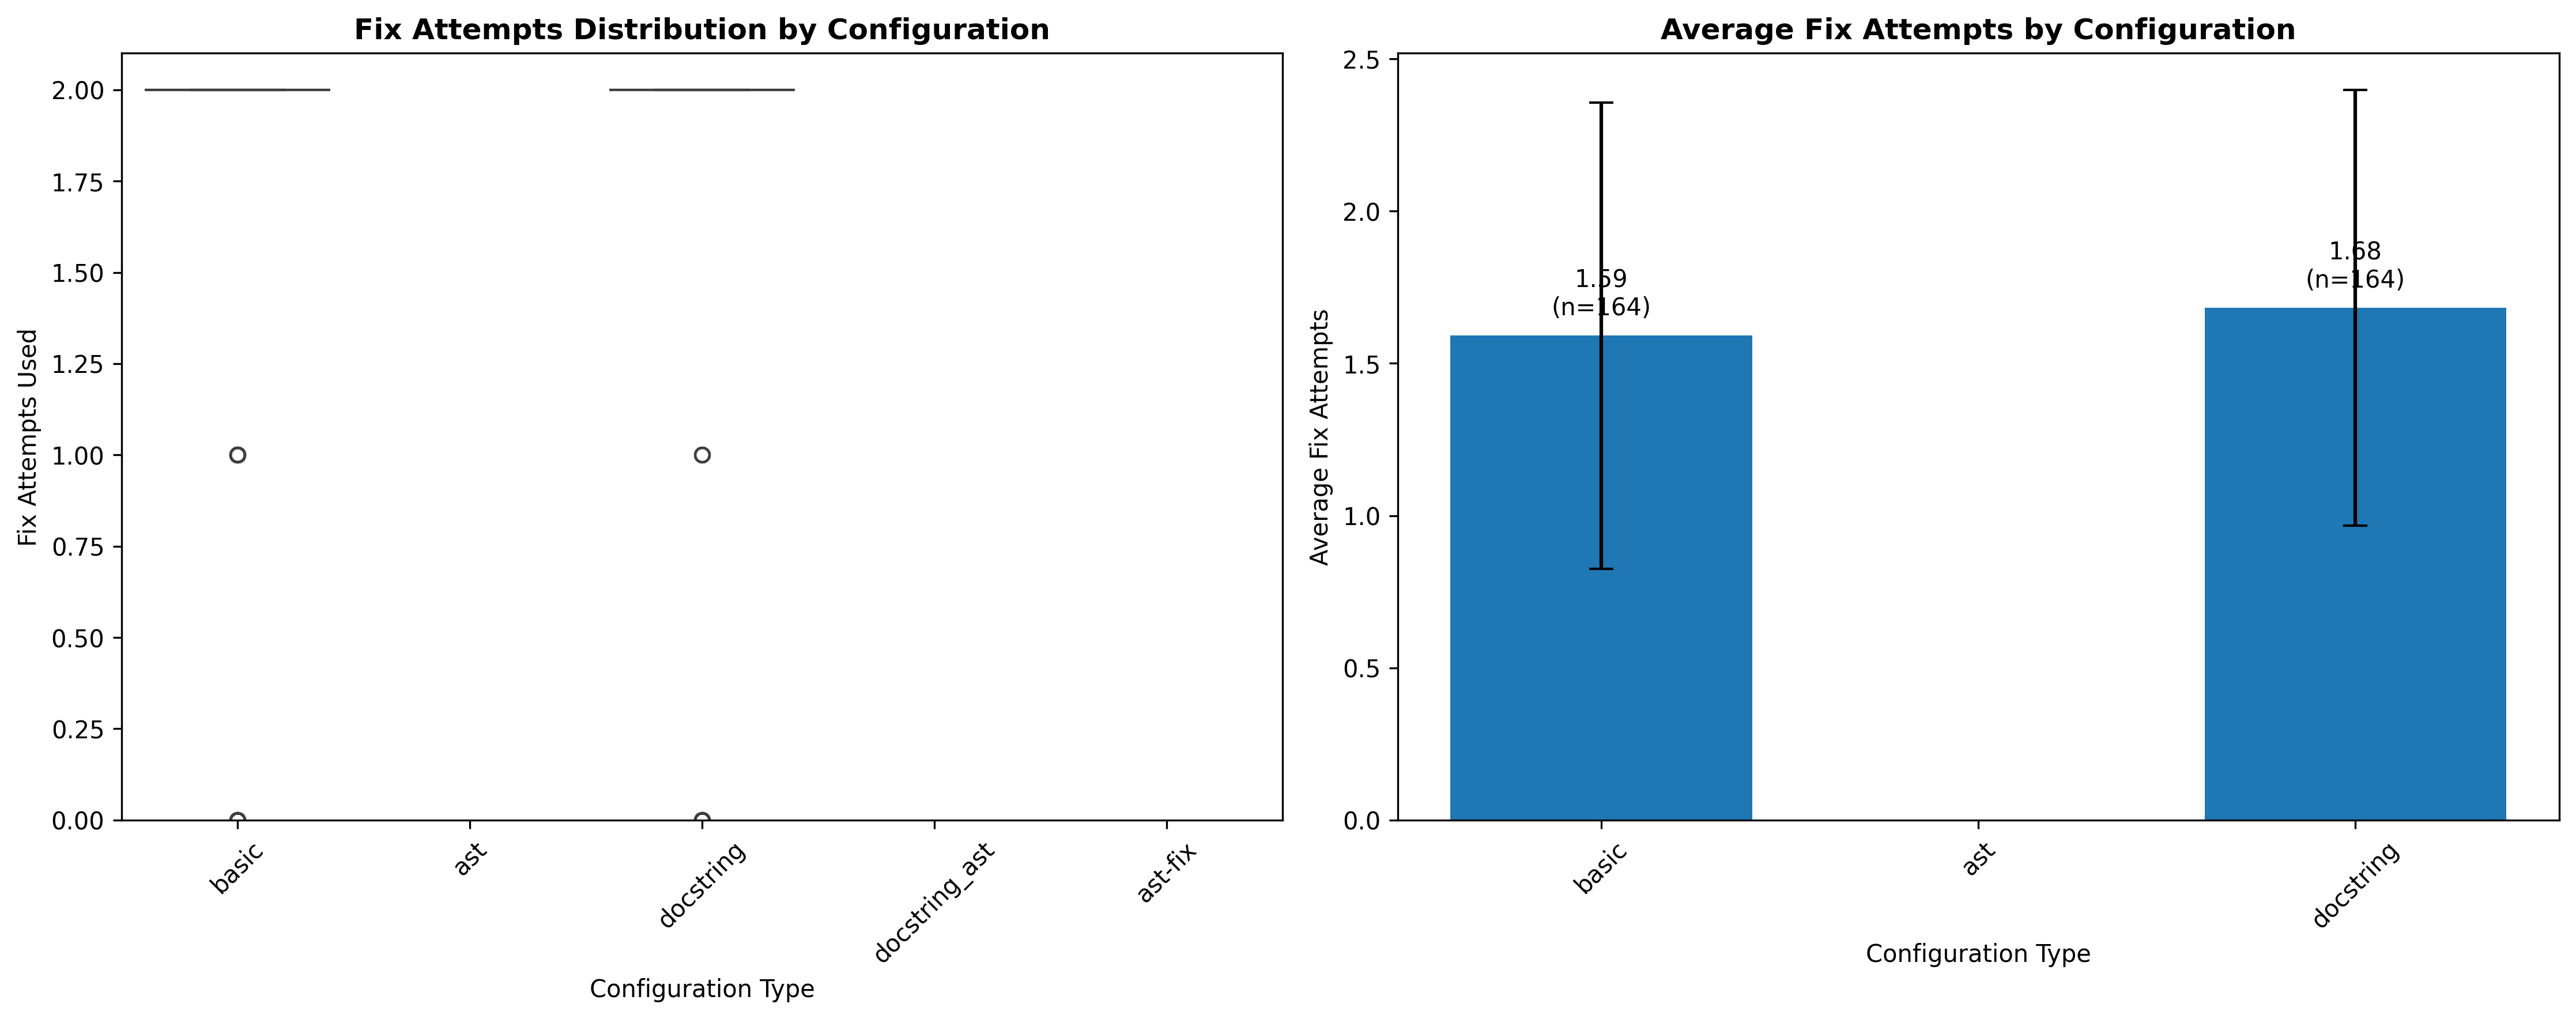 Fix Attempts Distribution by Configuration
Fix Attempts Used
2.00
1.75
1.50
1.25
1.00
0.75
0.50
0.25
0.00
basic
ast
docstring
docstring_ast
ast-fix
Configuration Type
Average Fix Attempts by Configuration
Average Fix Attempts
2.5
2.0
1.5
1.0
0.5
0.0
1.59
(n=164)
1.68
(n=164)
basic
ast
docstring
Configuration Type